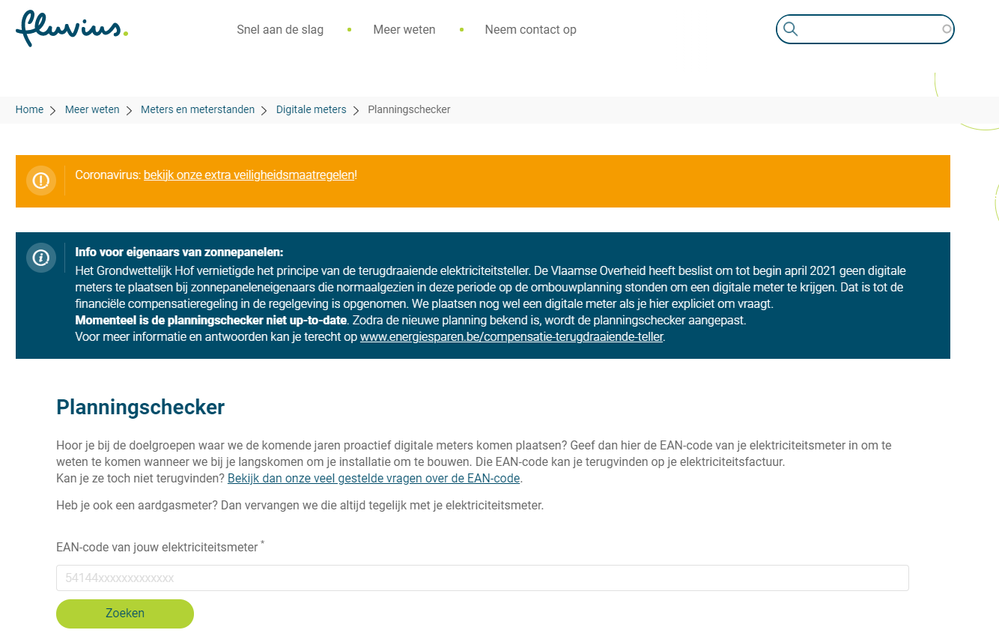 fluvius.
Snel aan de slag • Meer weten • Neem contact op
Home > Meer weten > Meters en meterstanden > Digitale meters > Planningschecker
Coronavirus: bekijk onze extra veiligheidsmaatregelen!
Info voor eigenaars van zonnepanelen:
Het Grondwettelijk Hof vernietigde het principe van de terugdraaiende elektriciteitsteller. De Vlaamse Overheid heeft beslist om tot begin april 2021 geen digitale
meters te plaatsen bij zonnepaneleneigenaars die normaalgezien in deze periode op de ombouwplanning stonden om een digitale meter te krijgen. Dat is tot de
financiële compensatieregeling in de regelgeving is opgenomen. We plaatsen nog wel een digitale meter als je hier expliciet om vraagt.
Momenteel is de planningschecker niet up-to-date. Zodra de nieuwe planning bekend is, wordt de planningschecker aangepast.
Voor meer informatie en antwoorden kan je terecht op www.energiesparen.be/compensatie-terugdraaiende-teller.
Planningschecker
Hoor je bij de doelgroepen waar we de komende jaren proactief digitale meters komen plaatsen? Geef dan hier de EAN-code van je elektriciteitsmeter in om te
weten te komen wanneer we bij je langskomen om je installatie om te bouwen. Die EAN-code kan je terugvinden op je elektriciteitsfactuur.
Kan je ze toch niet terugvinden? Bekijk dan onze veel gestelde vragen over de EAN-code.
Heb je ook een aardgasmeter? Dan vervangen we die altijd tegelijk met je elektriciteitsmeter.
EAN-code van jouw elektriciteitsmeter *
54144xxxxxxxxxxxxx
Zoeken